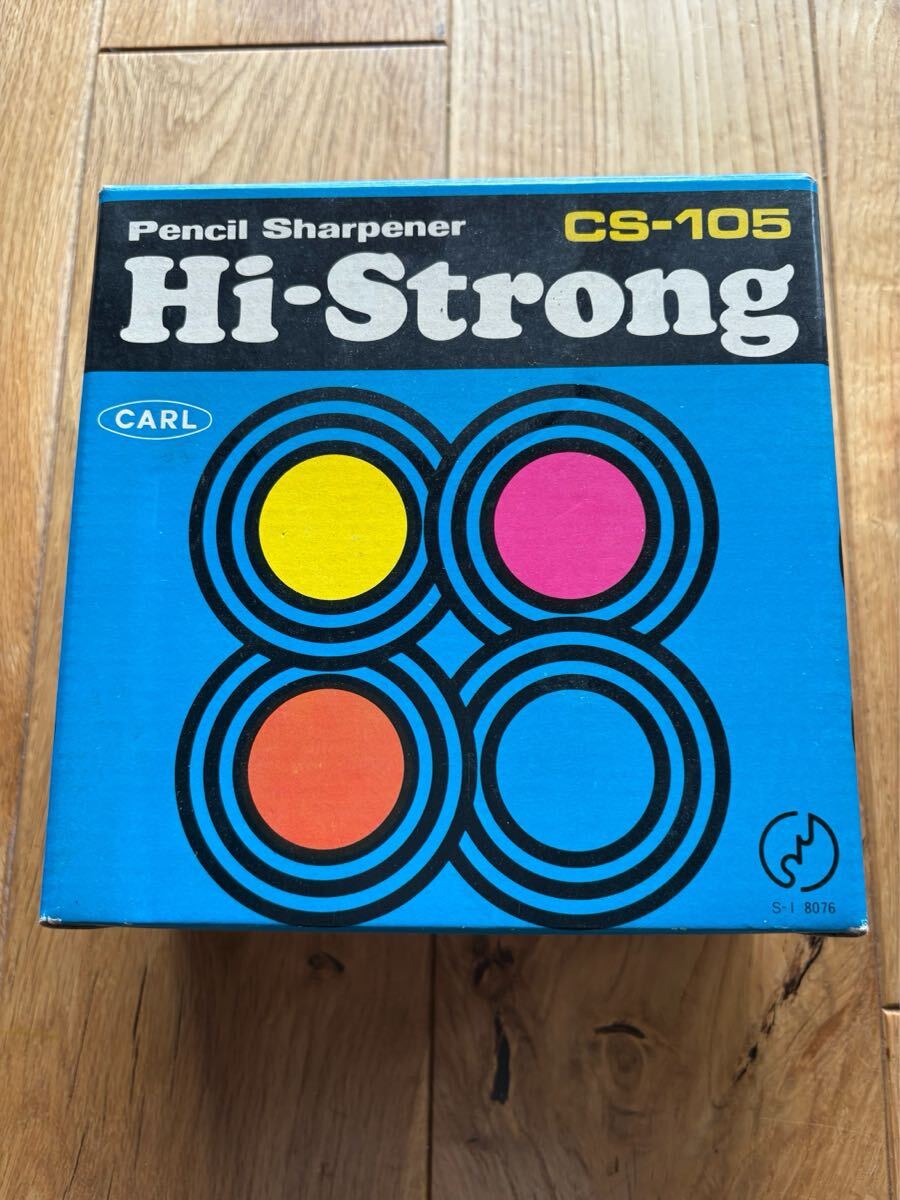 Pencil Sharpener CS-105
Hi-Strong
CARL
S-I 8076